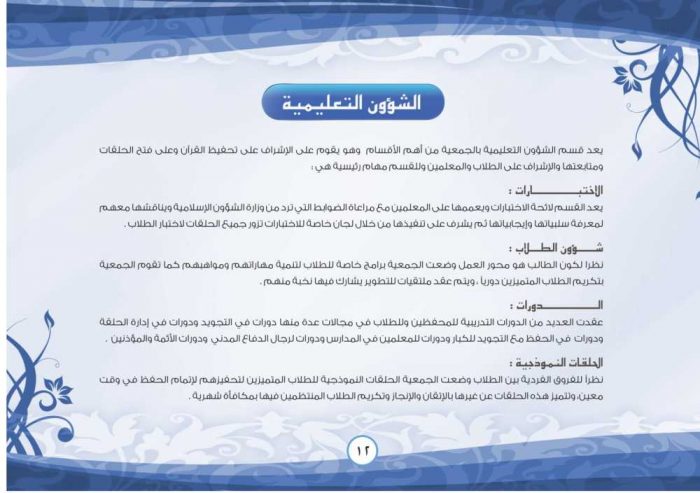 الشؤون التعليمية
يعد قسم الشؤون التعليمية بالجمعية من أهم الأقسام وهو يقوم على الإشراف على تحفيظ القرآن وعلى فتح الحلقات
ومتابعتها والإشراف على الطلاب والمعلمين وللقسم مهام رئيسية هي :
الاختبـــــــــارات :
يعد القسم لائحة الاختبارات ويعممها على المعلمين مع مراعاة الضوابط التي ترد من وزارة الشؤون الإسلامية ويناقشها معهم
لمعرفة سلبياتها وإيجابياتها ثم يشرف على تنفيذها من خلال لجان خاصة للاختبارات تزور جميع الحلقات لاختبار الطلاب .
شــؤون الطــلاب :
نظرا لكون الطالب هو محور العمل وضعت الجمعية برامج خاصة للطلاب لتنمية مهاراتهم ومواهبهم كما تقوم الجمعية
بتكريم الطلاب المتميزين دورياً ، ويتم عقد ملتقيات للتطوير يشارك فيها نخبة منهم .
الـــــــدورات :
عقدت العديد من الدورات التدريبية للمحفظين وللطلاب في مجالات عدة منها دورات في التجويد ودورات في إدارة الحلقة
ودورات في الحفظ مع التجويد للكبار ودورات للمعلمين في المدارس ودورات لرجال الدفاع المدني ودورات الأئمة والمؤذنين .
الحلقات النموذجية :
نظراً للفروق الفردية بين الطلاب وضعت الجمعية الحلقات النموذجية للطلاب المتميزين لتحفيزهم لإتمام الحفظ في وقت
معين، وتتميز هذه الحلقات عن غيرها بالإتقان والإنجاز وتكريم الطلاب المنتظمين فيها بمكافأة شهرية .
١٢